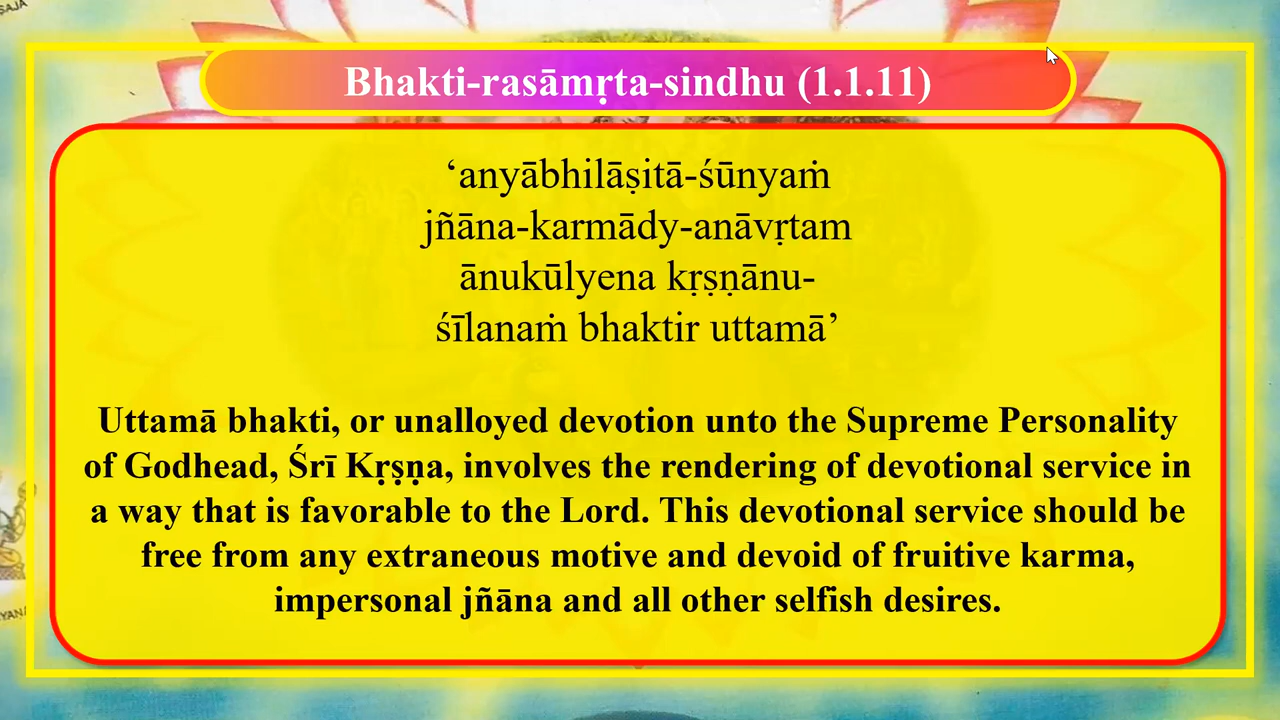 Bhakti-rasāmṛta-sindhu (1.1.11)
‘anyābhilāṣitā-śūnyaṁ
jñāna-karmādy-anāvṛtam
ānukūlyena kṛṣṇānu-
śīlanaṁ bhaktir uttamā’
Uttamā bhakti, or unalloyed devotion unto the Supreme Personality
of Godhead, Śrī Kṛṣṇa, involves the rendering of devotional service in
a way that is favorable to the Lord. This devotional service should be
free from any extraneous motive and devoid of fruitive karma,
impersonal jñāna and all other selfish desires.